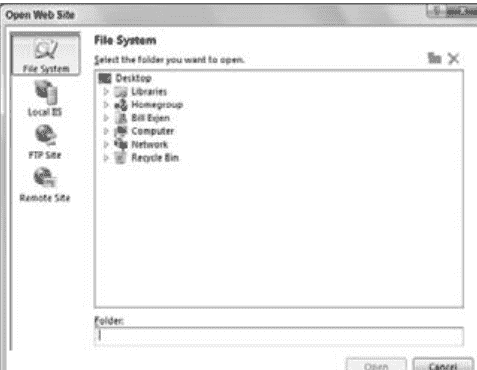 Open Web Site
File System
File System
Select the folder you want to open.
Desktop
Libraries
Homegroup
Bill Evjen
Computer
Network
Recycle Bin
Local IIS
FTP Site
Remote Site
Folder:
Open
Cancel